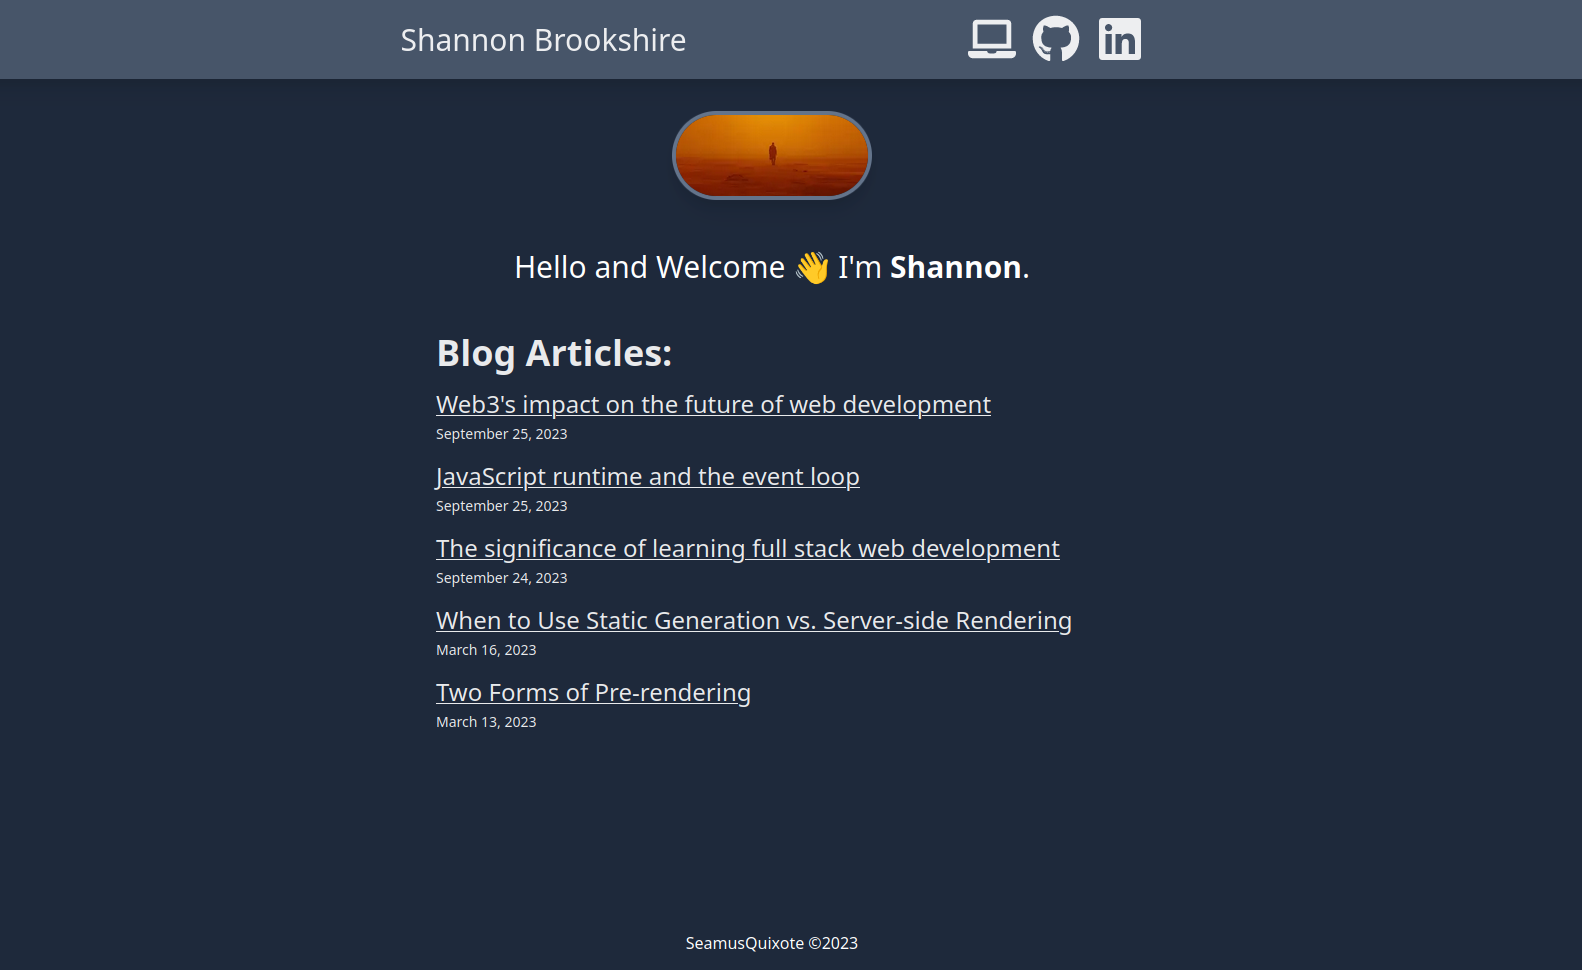 Shannon Brookshire
Hello and Welcome 👋 I'm Shannon.
Blog Articles:
Web3's impact on the future of web development
September 25, 2023
JavaScript runtime and the event loop
September 25, 2023
The significance of learning full stack web development
September 24, 2023
When to Use Static Generation vs. Server-side Rendering
March 16, 2023
Two Forms of Pre-rendering
March 13, 2023
SeamusQuixote ©2023